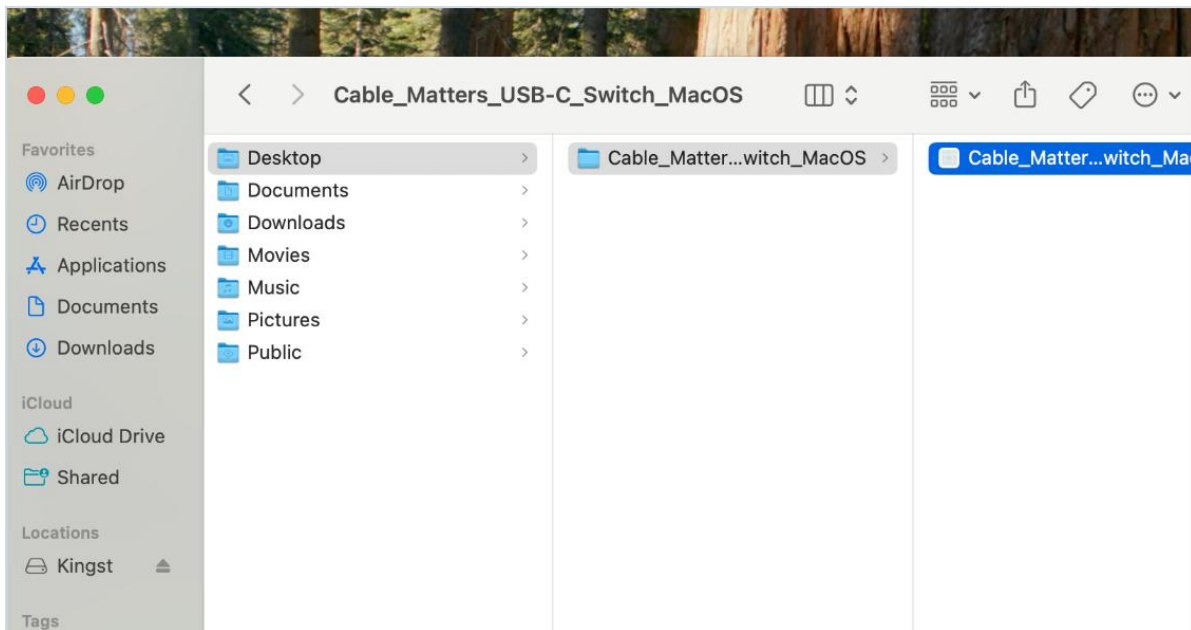 Cable_Matters_USB-C_Switch_MacOS
Favorites
AirDrop
Recents
Applications
Documents
Downloads
iCloud
iCloud Drive
Shared
Locations
Kingst
Tags
Desktop
Documents
Downloads
Movies
Music
Pictures
Public
Cable_Matter...witch_MacOS
Cable_Matter...witch_Ma